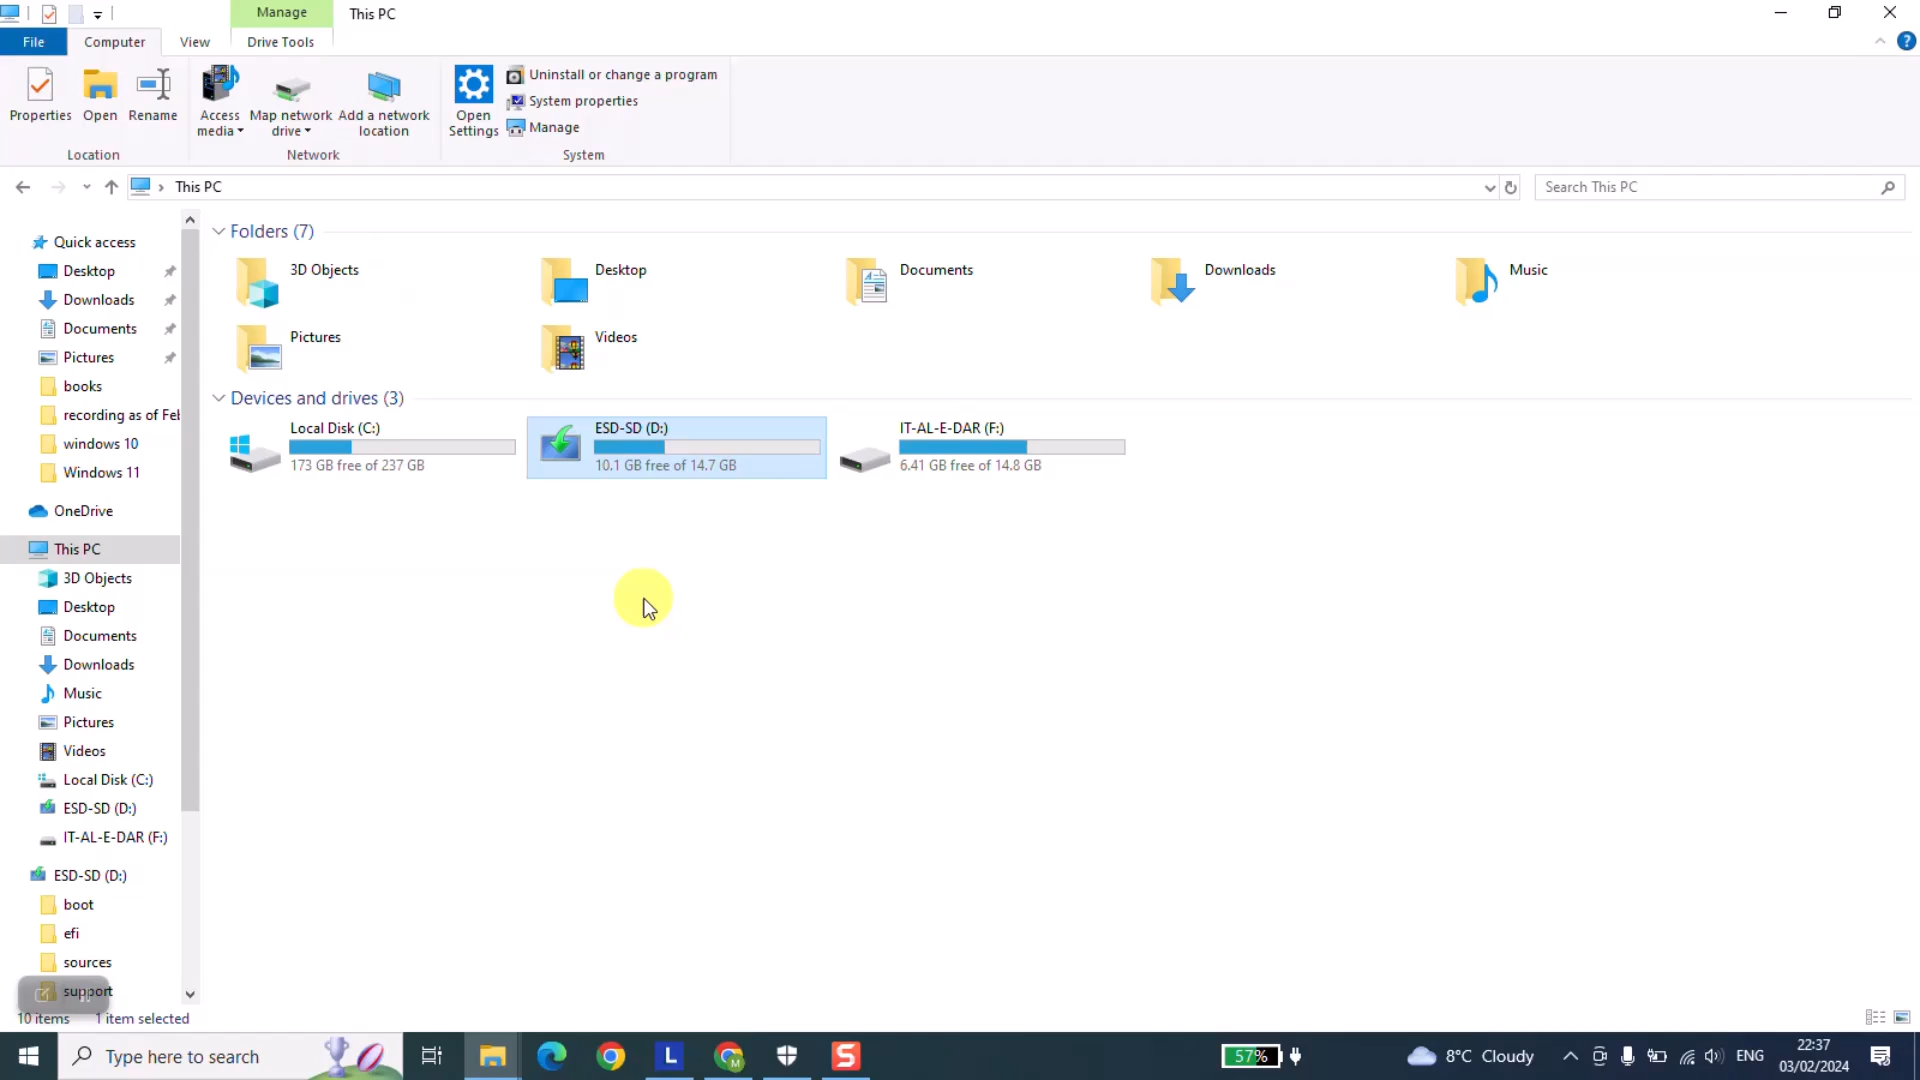 Manage
This PC
File
Computer
View
Drive Tools
Properties
Open
Rename
Access media
Map network drive
Add a network location
Open Settings
Uninstall or change a program
System properties
Manage
Location
Network
System
This PC
Search This PC
Quick access
Desktop
Downloads
Documents
Pictures
books
recording as of Feb
windows 10
Windows 11
OneDrive
This PC
3D Objects
Desktop
Documents
Downloads
Music
Pictures
Videos
Local Disk (C:)
ESD-SD (D:)
IT-AL-E-DAR (F:)
ESD-SD (D:)
boot
efi
sources
support
Folders (7)
3D Objects
Desktop
Documents
Downloads
Music
Pictures
Videos
Devices and drives (3)
Local Disk (C:)
173 GB free of 237 GB
ESD-SD (D:)
10.1 GB free of 14.7 GB
IT-AL-E-DAR (F:)
6.41 GB free of 14.8 GB
10 items
1 item selected
Type here to search
L
M
S
57%
8°C Cloudy
ENG
22:37
03/02/2024